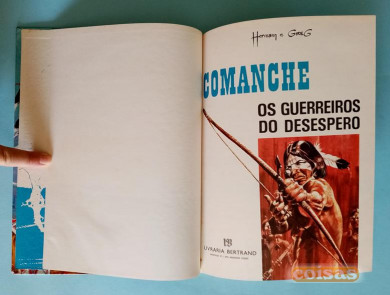 Hermann e Greg
COMANCHE
OS GUERREIROS
DO DESESPERO
LIVRARIA BERTRAND
coisas